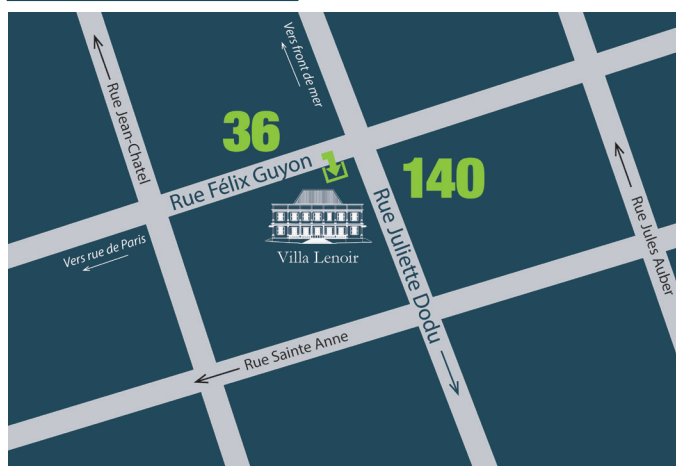 Vers front de mer
Rue Jean-Chatel
36
Rue Félix Guyon
140
Rue Juliette Dodu
Rue Jules Auber
Villa Lenoir
Vers rue de Paris
Rue Sainte Anne